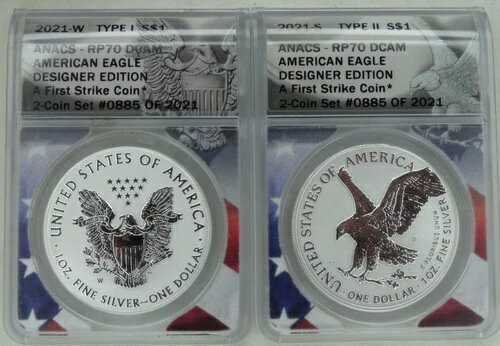 2021-W TYPE I S$1
ANACS - RP70 DCAM
AMERICAN EAGLE
DESIGNER EDITION
A First Strike Coin*
2-Coin Set #0885 OF 2021
UNITED STATES OF AMERICA
W
1 OZ. FINE SILVER~ONE DOLLAR
2021-S TYPE II S$1
ANACS - RP70 DCAM
AMERICAN EAGLE
DESIGNER EDITION
A First Strike Coin*
2-Coin Set #0885 OF 2021
UNITED STATES OF AMERICA
E PLURIBUS UNUM
1 OZ. FINE SILVER
ONE DOLLAR